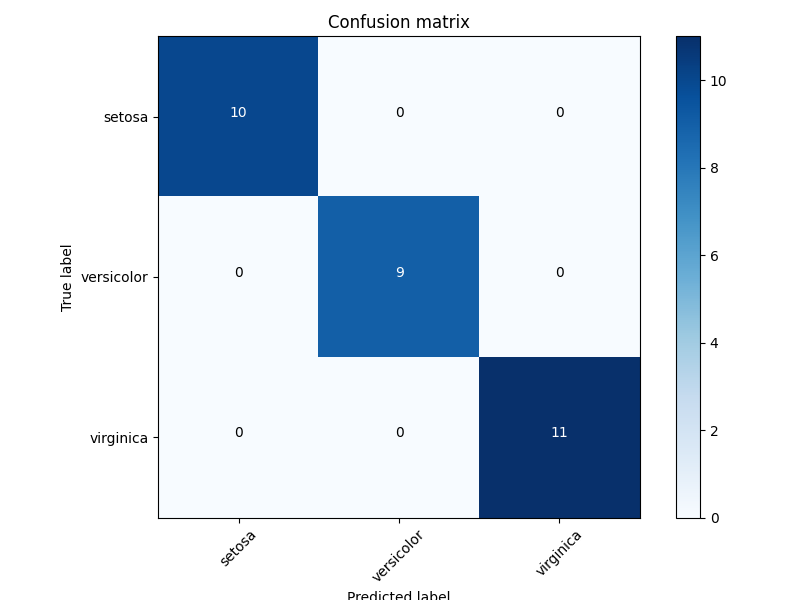 Confusion matrix
setosa
10 0 0
10
versicolor
0 9 0
8
6
True label
4
virginica
0 0 11
2
0
setosa
versicolor
virginica
Predicted label